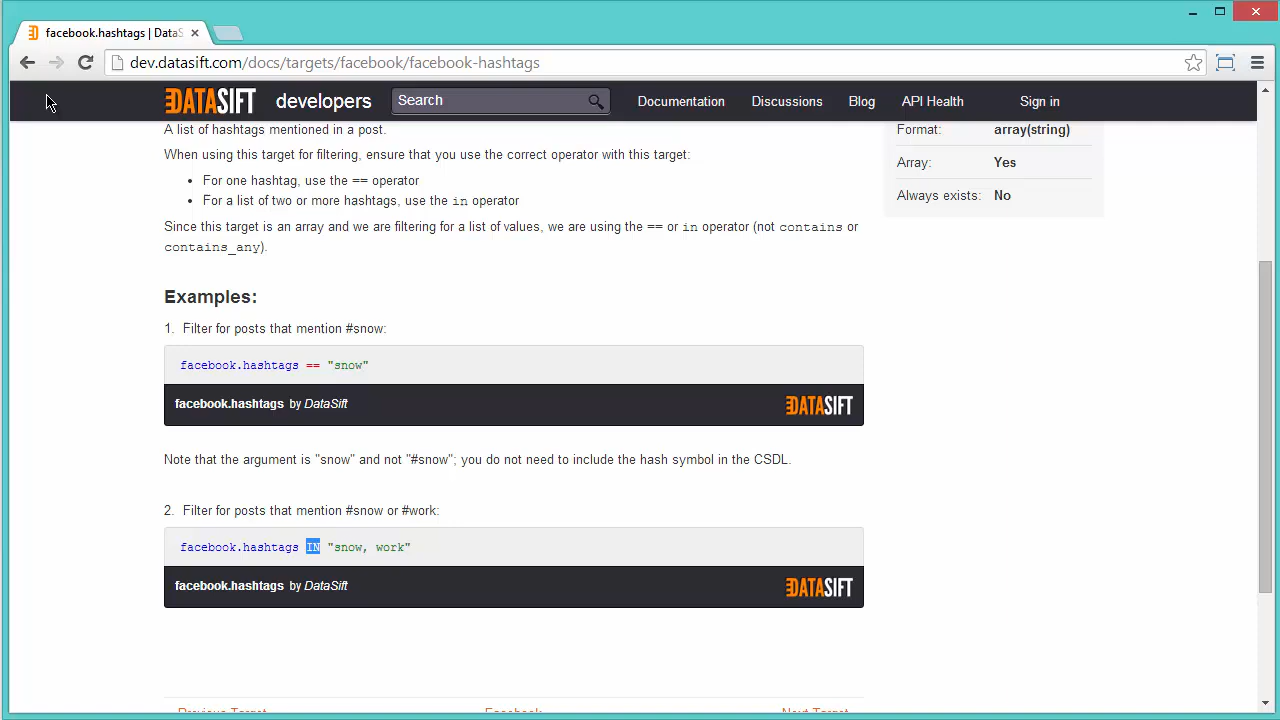 facebook.hashtags | DataS
dev.datasift.com/docs/targets/facebook/facebook-hashtags
DATASIFT developers Search Documentation Discussions Blog API Health Sign in
A list of hashtags mentioned in a post.
When using this target for filtering, ensure that you use the correct operator with this target:
• For one hashtag, use the == operator
• For a list of two or more hashtags, use the in operator
Since this target is an array and we are filtering for a list of values, we are using the == or in operator (not contains or
contains_any).
Format: array(string)
Array: Yes
Always exists: No
Examples:
1. Filter for posts that mention #snow:
facebook.hashtags == "snow"
facebook.hashtags by DataSift DATASIFT
Note that the argument is "snow" and not "#snow"; you do not need to include the hash symbol in the CSDL.
2. Filter for posts that mention #snow or #work:
facebook.hashtags IN "snow, work"
facebook.hashtags by DataSift DATASIFT
Previous Target Facebook Next Target